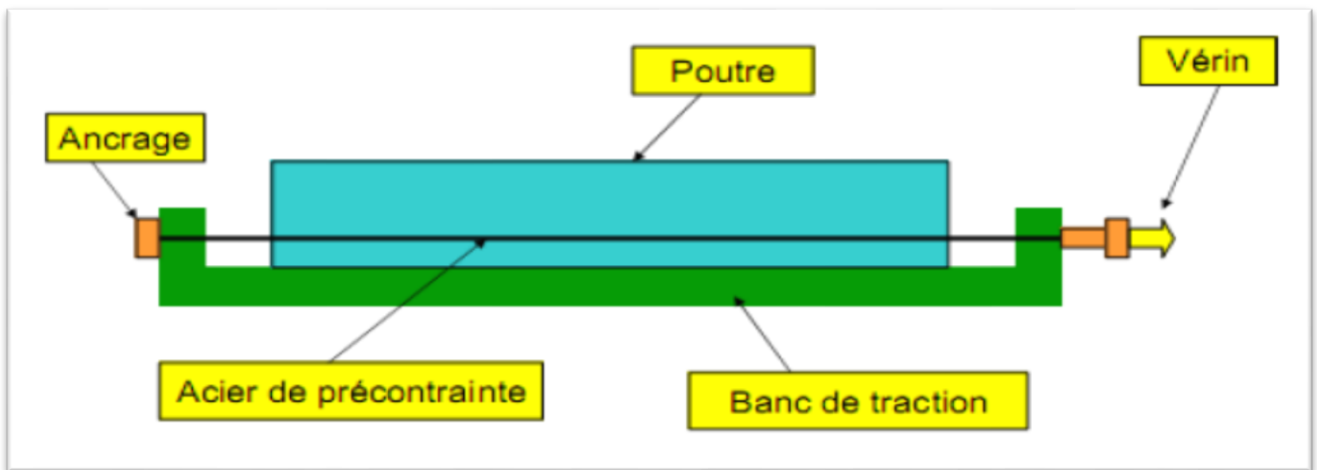 Poutre
Vérin
Ancrage
Acier de précontrainte
Banc de traction